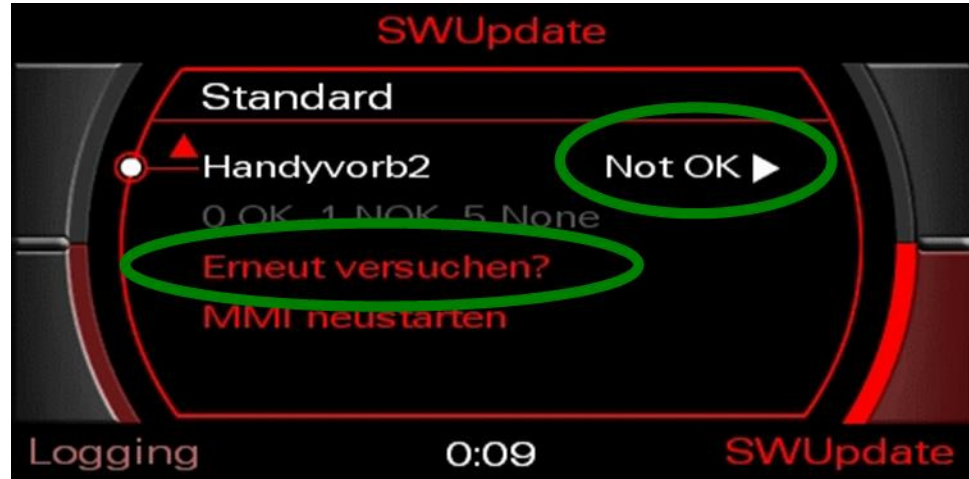 SWUpdate
Standard
Handyvorb2 Not OK
0 OK, 1 NOK, 5 None
Erneut versuchen?
MMI neustarten
Logging 0:09 SWUpdate